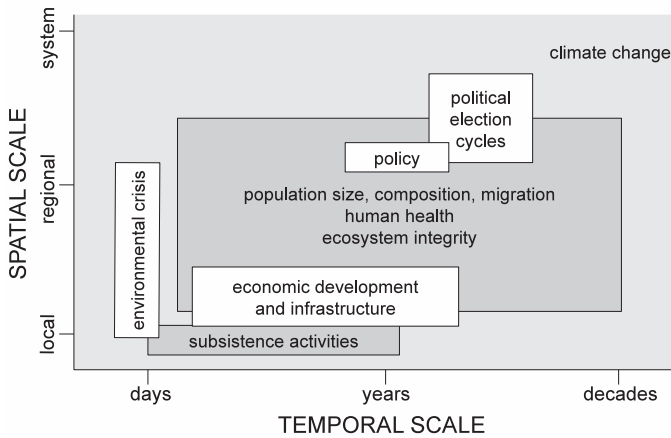 system
climate change
political
election
cycles
policy
SPATIAL SCALE
regional
environmental crisis
population size, composition, migration
human health
ecosystem integrity
economic development
and infrastructure
local
subsistence activities
days
years
decades
TEMPORAL SCALE